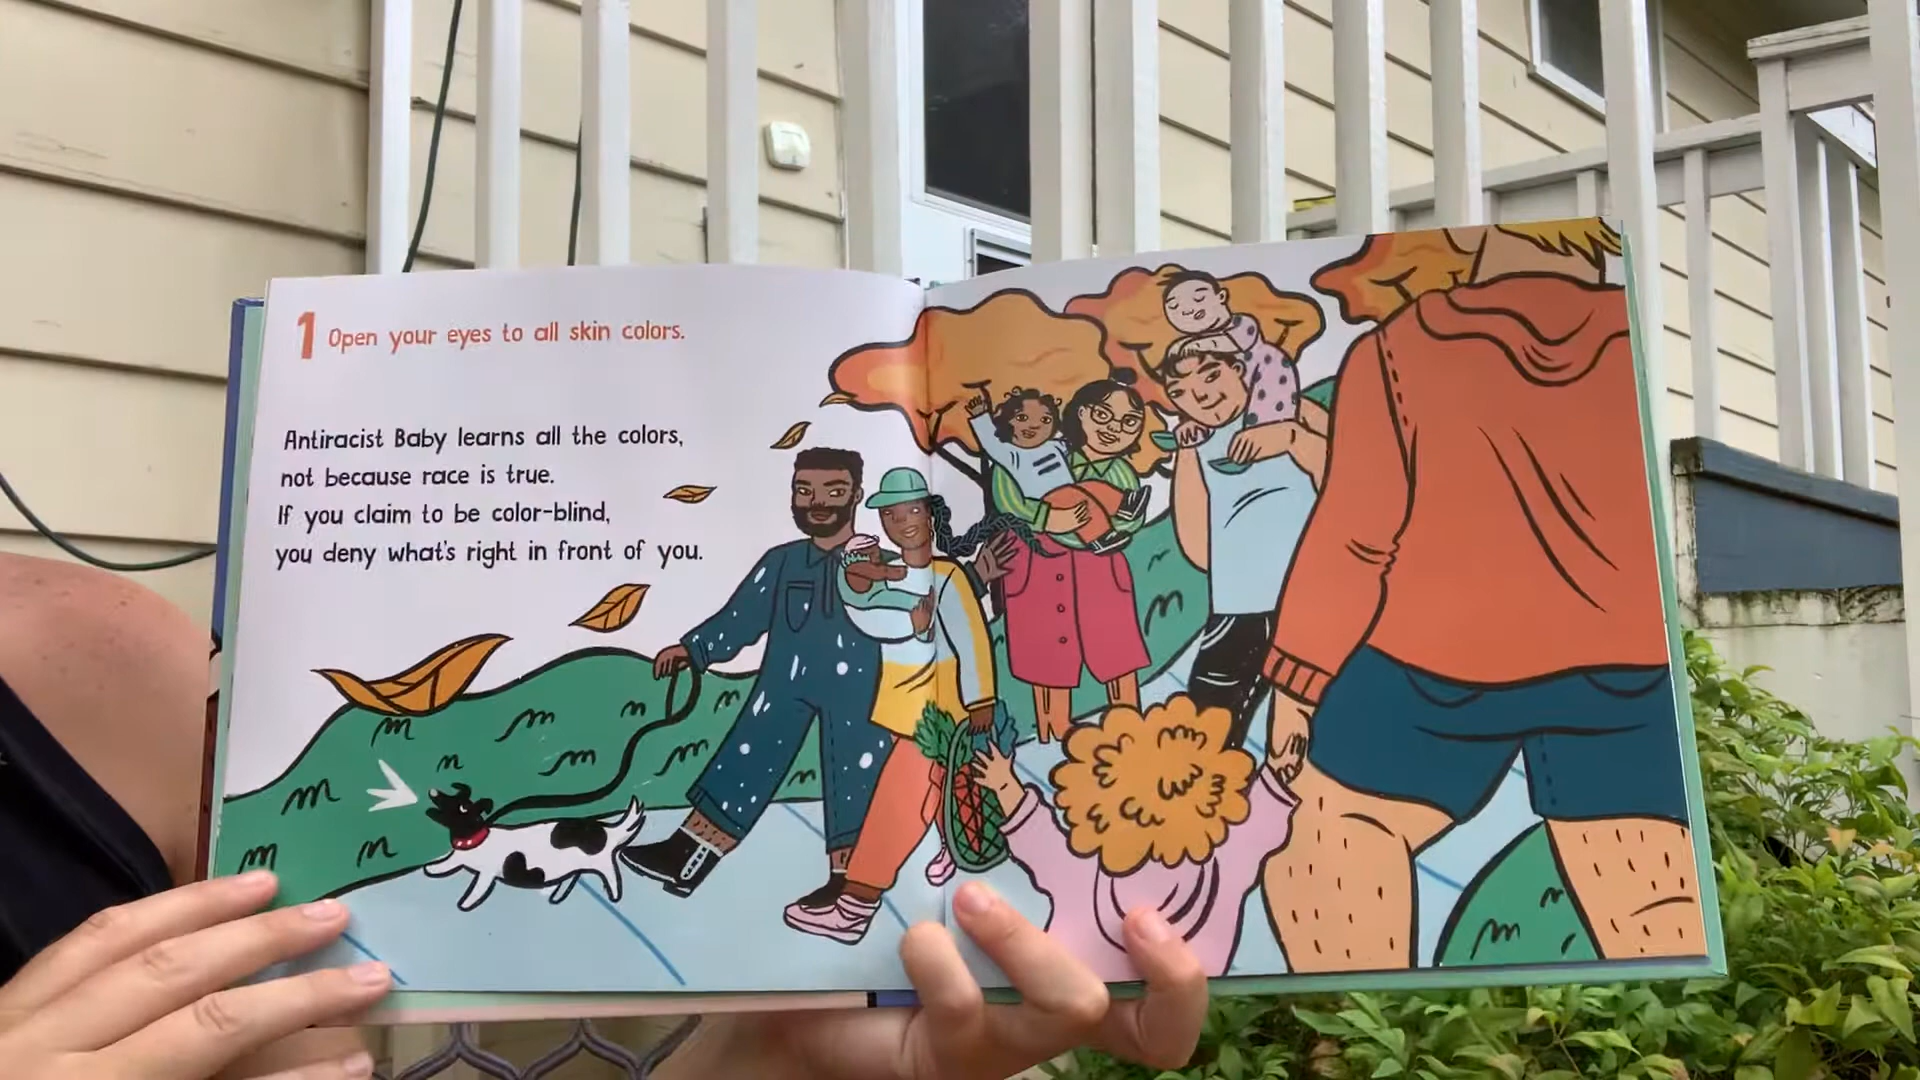 1 Open your eyes to all skin colors.
Antiracist Baby learns all the colors,
not because race is true.
If you claim to be color-blind,
you deny what's right in front of you.